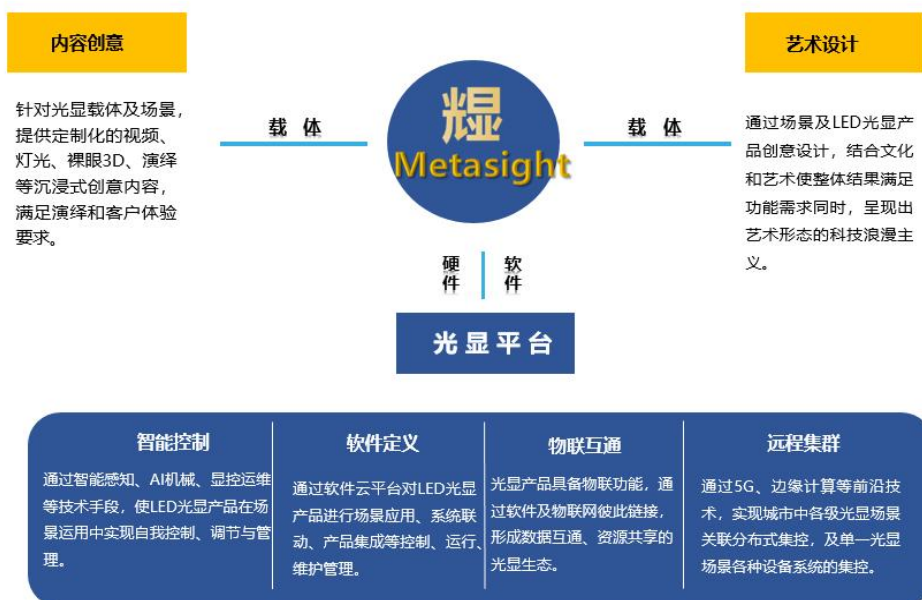 内容创意
针对光显载体及场景，
提供定制化的视频、
灯光、裸眼3D、演绎
等沉浸式创意内容，
满足演绎和客户体验
要求。
载 体
Metasight
载 体
艺术设计
通过场景及LED光显产
品创意设计，结合文化
和艺术使整体结果满足
功能需求同时，呈现出
艺术形态的科技浪漫主
义。
硬件
软件
光显平台
智能控制
通过智能感知、AI机械、显控运维
等技术手段，使LED光显产品在场
景运用中实现自我控制、调节与管
理。
软件定义
通过软件云平台对LED光显
产品进行场景应用、系统联
动、产品集成等控制、运行、
维护管理。
物联互通
光显产品具备物联功能，通
过软件及物联网彼此链接，
形成数据互通、资源共享的
光显生态。
远程集群
通过5G、边缘计算等前沿技
术，实现城市中各级光显场景
关联分布式集控，及单一光显
场景各种设备系统的集控。